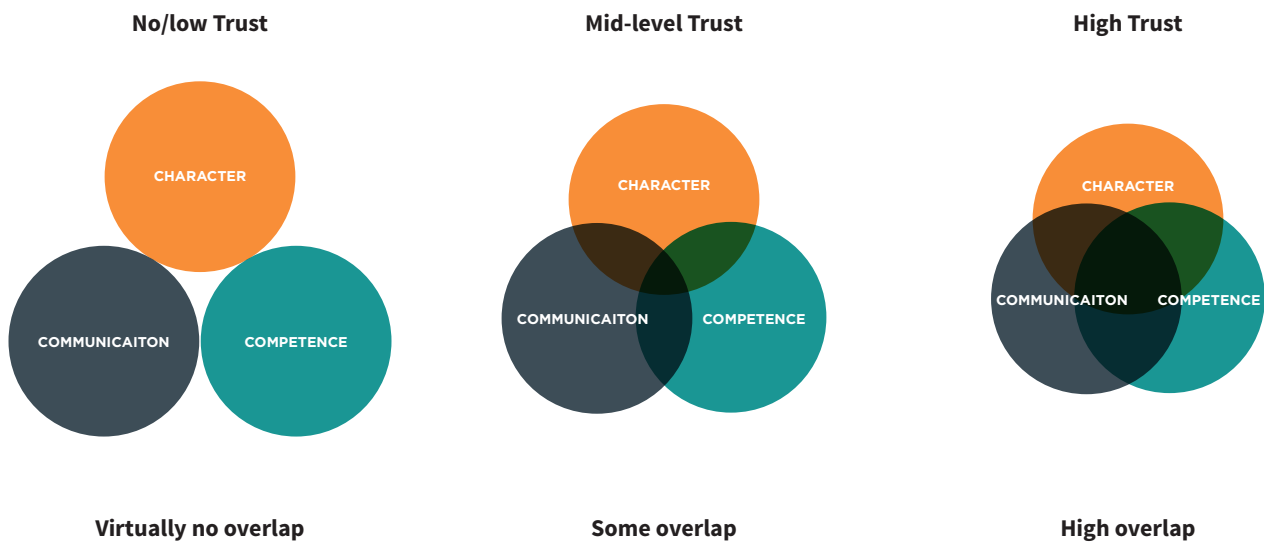 No/low Trust
Mid-level Trust
High Trust
CHARACTER
COMMUNICAITON
COMPETENCE
CHARACTER
COMMUNICAITON
COMPETENCE
CHARACTER
COMMUNICAITON
COMPETENCE
Virtually no overlap
Some overlap
High overlap